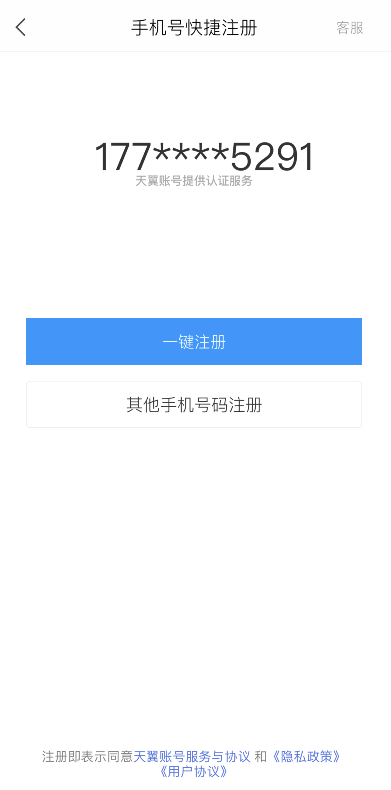 手机号快捷注册
客服
177****5291
天翼账号提供认证服务
一键注册
其他手机号码注册
注册即表示同意天翼账号服务与协议 和《隐私政策》
《用户协议》